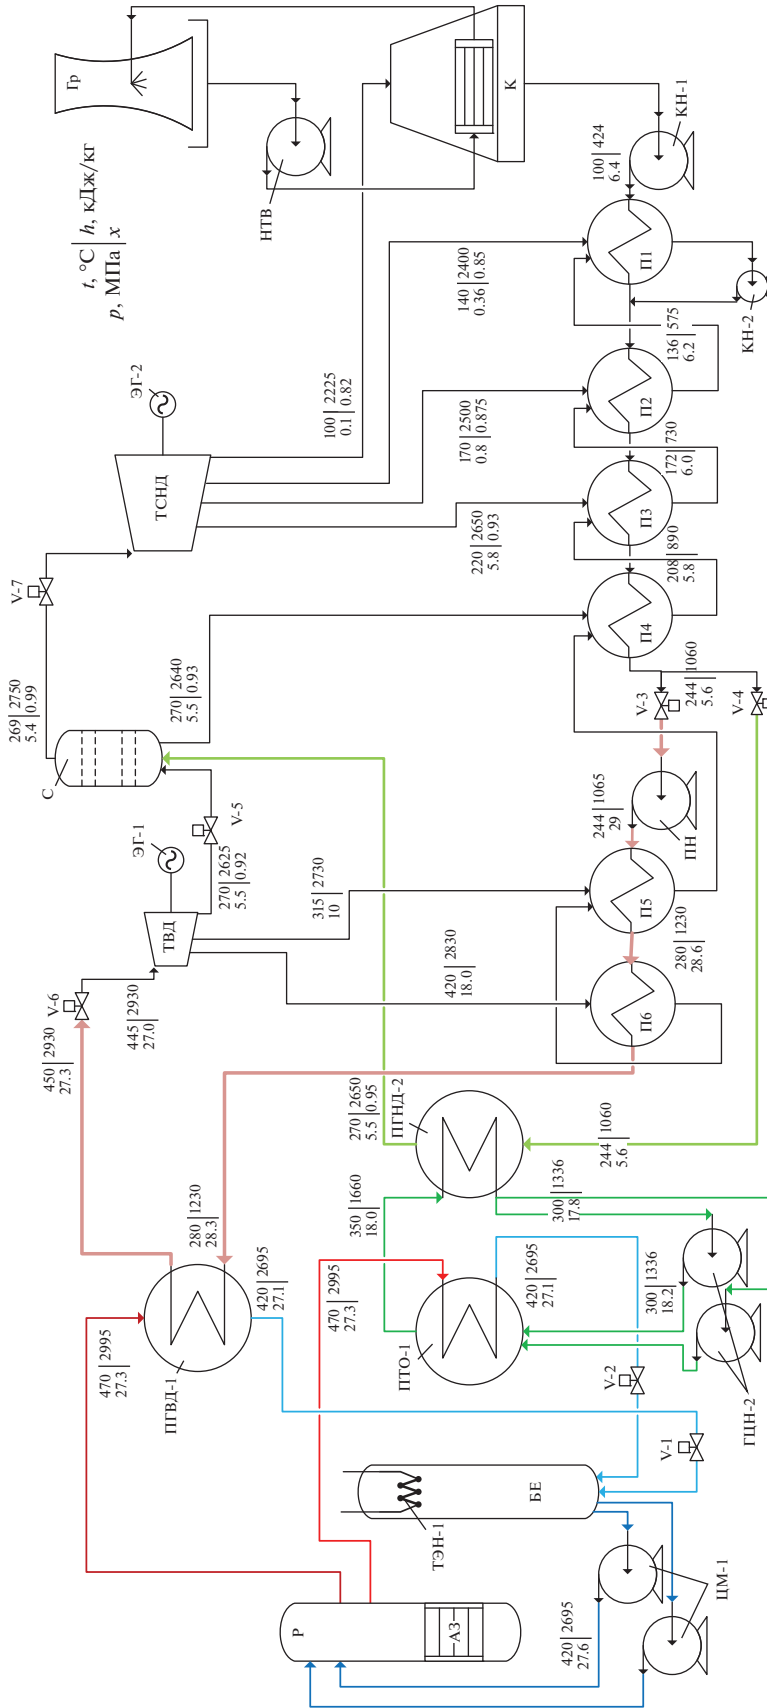 470 | 2995
27.3
ПГВД-1
280 | 1230
28.3
450 | 2930
27.3
V-6
445 | 2930
27.0
ТВД
ЭГ-1
270 | 2625
5.5 | 0.92
V-5
С
269 | 2750
5.4 | 0.99
V-7
ТСНД
ЭГ-2
t, °C | h, кДж/кг
p, МПа | x
Гр
НТВ
К
420 | 2695
27.1
470 | 2995
27.3
350 | 1660
18.0
270 | 2650
5.5 | 0.95
ПГНД-2
420 | 2830
18.0
315 | 2730
10
270 | 2640
5.5 | 0.93
100 | 2225
0.1 | 0.82
220 | 2650
5.8 | 0.93
170 | 2500
0.8 | 0.875
140 | 2400
0.36 | 0.85
Р
АЗ
ТЭН-1
БЕ
ПТО-1
420 | 2695
27.1
V-2
300 | 1336
17.8
244 | 1060
5.6
П6
П5
280 | 1230
28.6
244 | 1065
29
ПН
V-3
244 | 1060
5.6
V-4
П4
208 | 890
5.8
П3
172 | 730
6.0
П2
136 | 575
6.2
П1
100 | 424
6.4
КН-1
КН-2
420 | 2695
27.6
ЦМ-1
V-1
300 | 1336
18.2
ГЦН-2